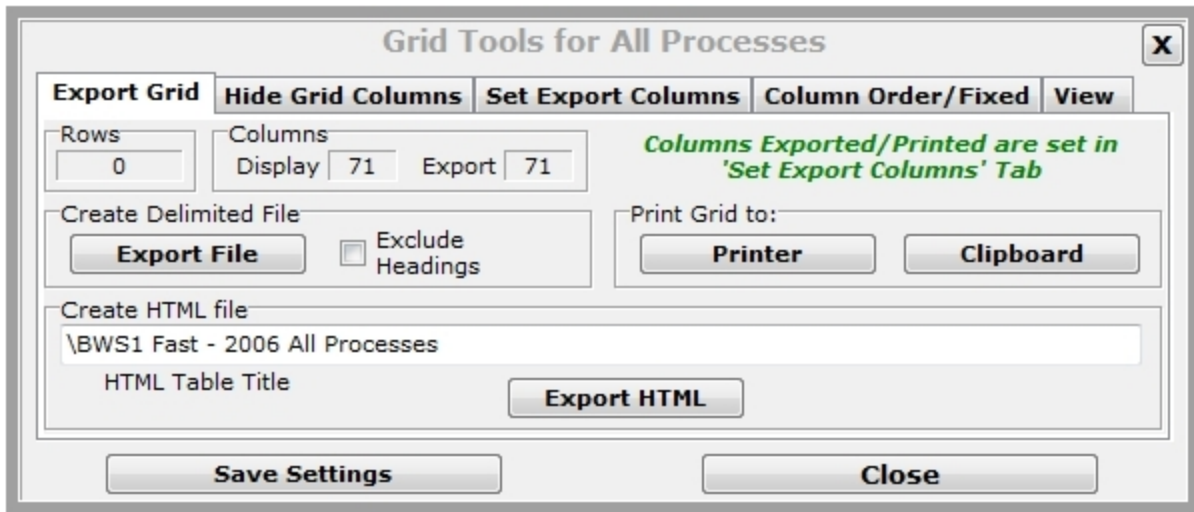 Grid Tools for All Processes
X
Export Grid Hide Grid Columns Set Export Columns Column Order/Fixed View
Rows
0
Columns
Display 71 Export 71
Columns Exported/Printed are set in
'Set Export Columns' Tab
Create Delimited File
Export File
Exclude
Headings
Print Grid to:
Printer Clipboard
Create HTML file
\BWS1 Fast - 2006 All Processes
HTML Table Title
Export HTML
Save Settings Close